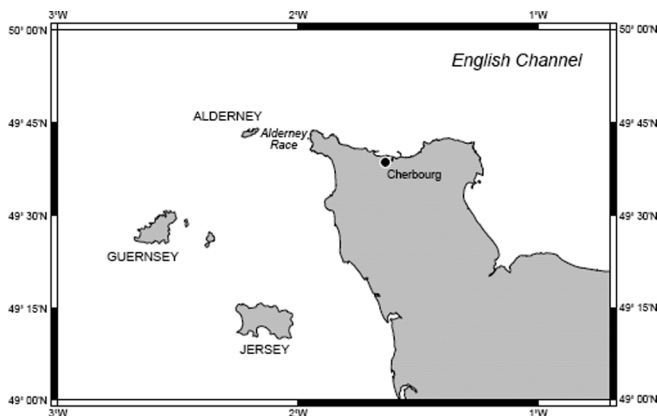 3°W 2°W 1°W
50° 00'N 50° 00'N
English Channel
ALDERNEY
49° 45'N 49° 45'N
Alderney
Race
Cherbourg
49° 30'N 49° 30'N
GUERNSEY
49° 15'N 49° 15'N
JERSEY
49° 00'N 49° 00'N
3°W 2°W 1°W